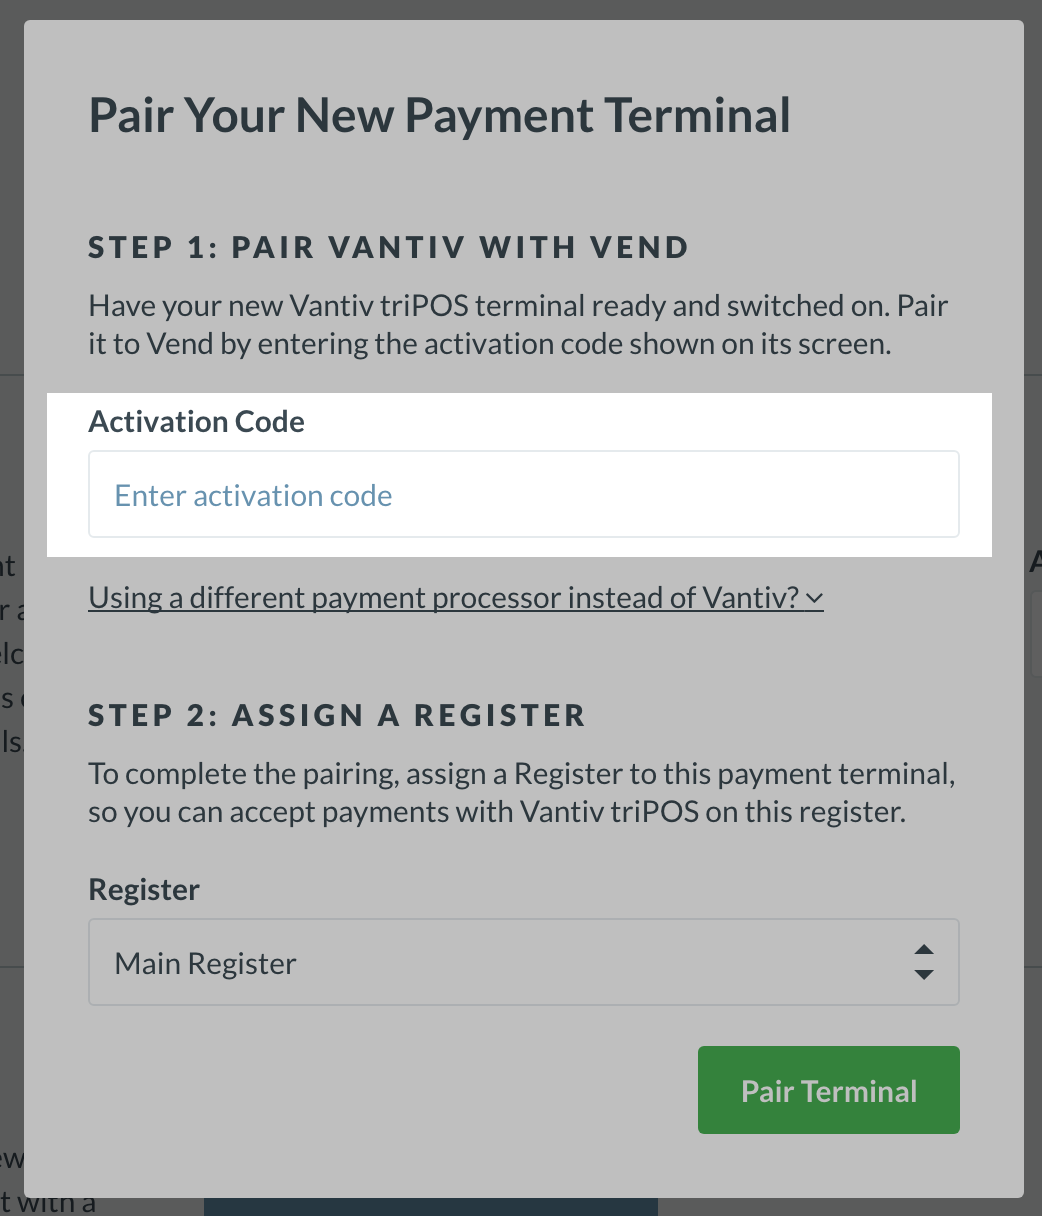 Pair Your New Payment Terminal
STEP 1: PAIR VANTIV WITH VEND
Have your new Vantiv triPOS terminal ready and switched on. Pair
it to Vend by entering the activation code shown on its screen.
Activation Code
Enter activation code
Using a different payment processor instead of Vantiv?
STEP 2: ASSIGN A REGISTER
To complete the pairing, assign a Register to this payment terminal,
so you can accept payments with Vantiv triPOS on this register.
Register
Main Register
Pair Terminal
t with a